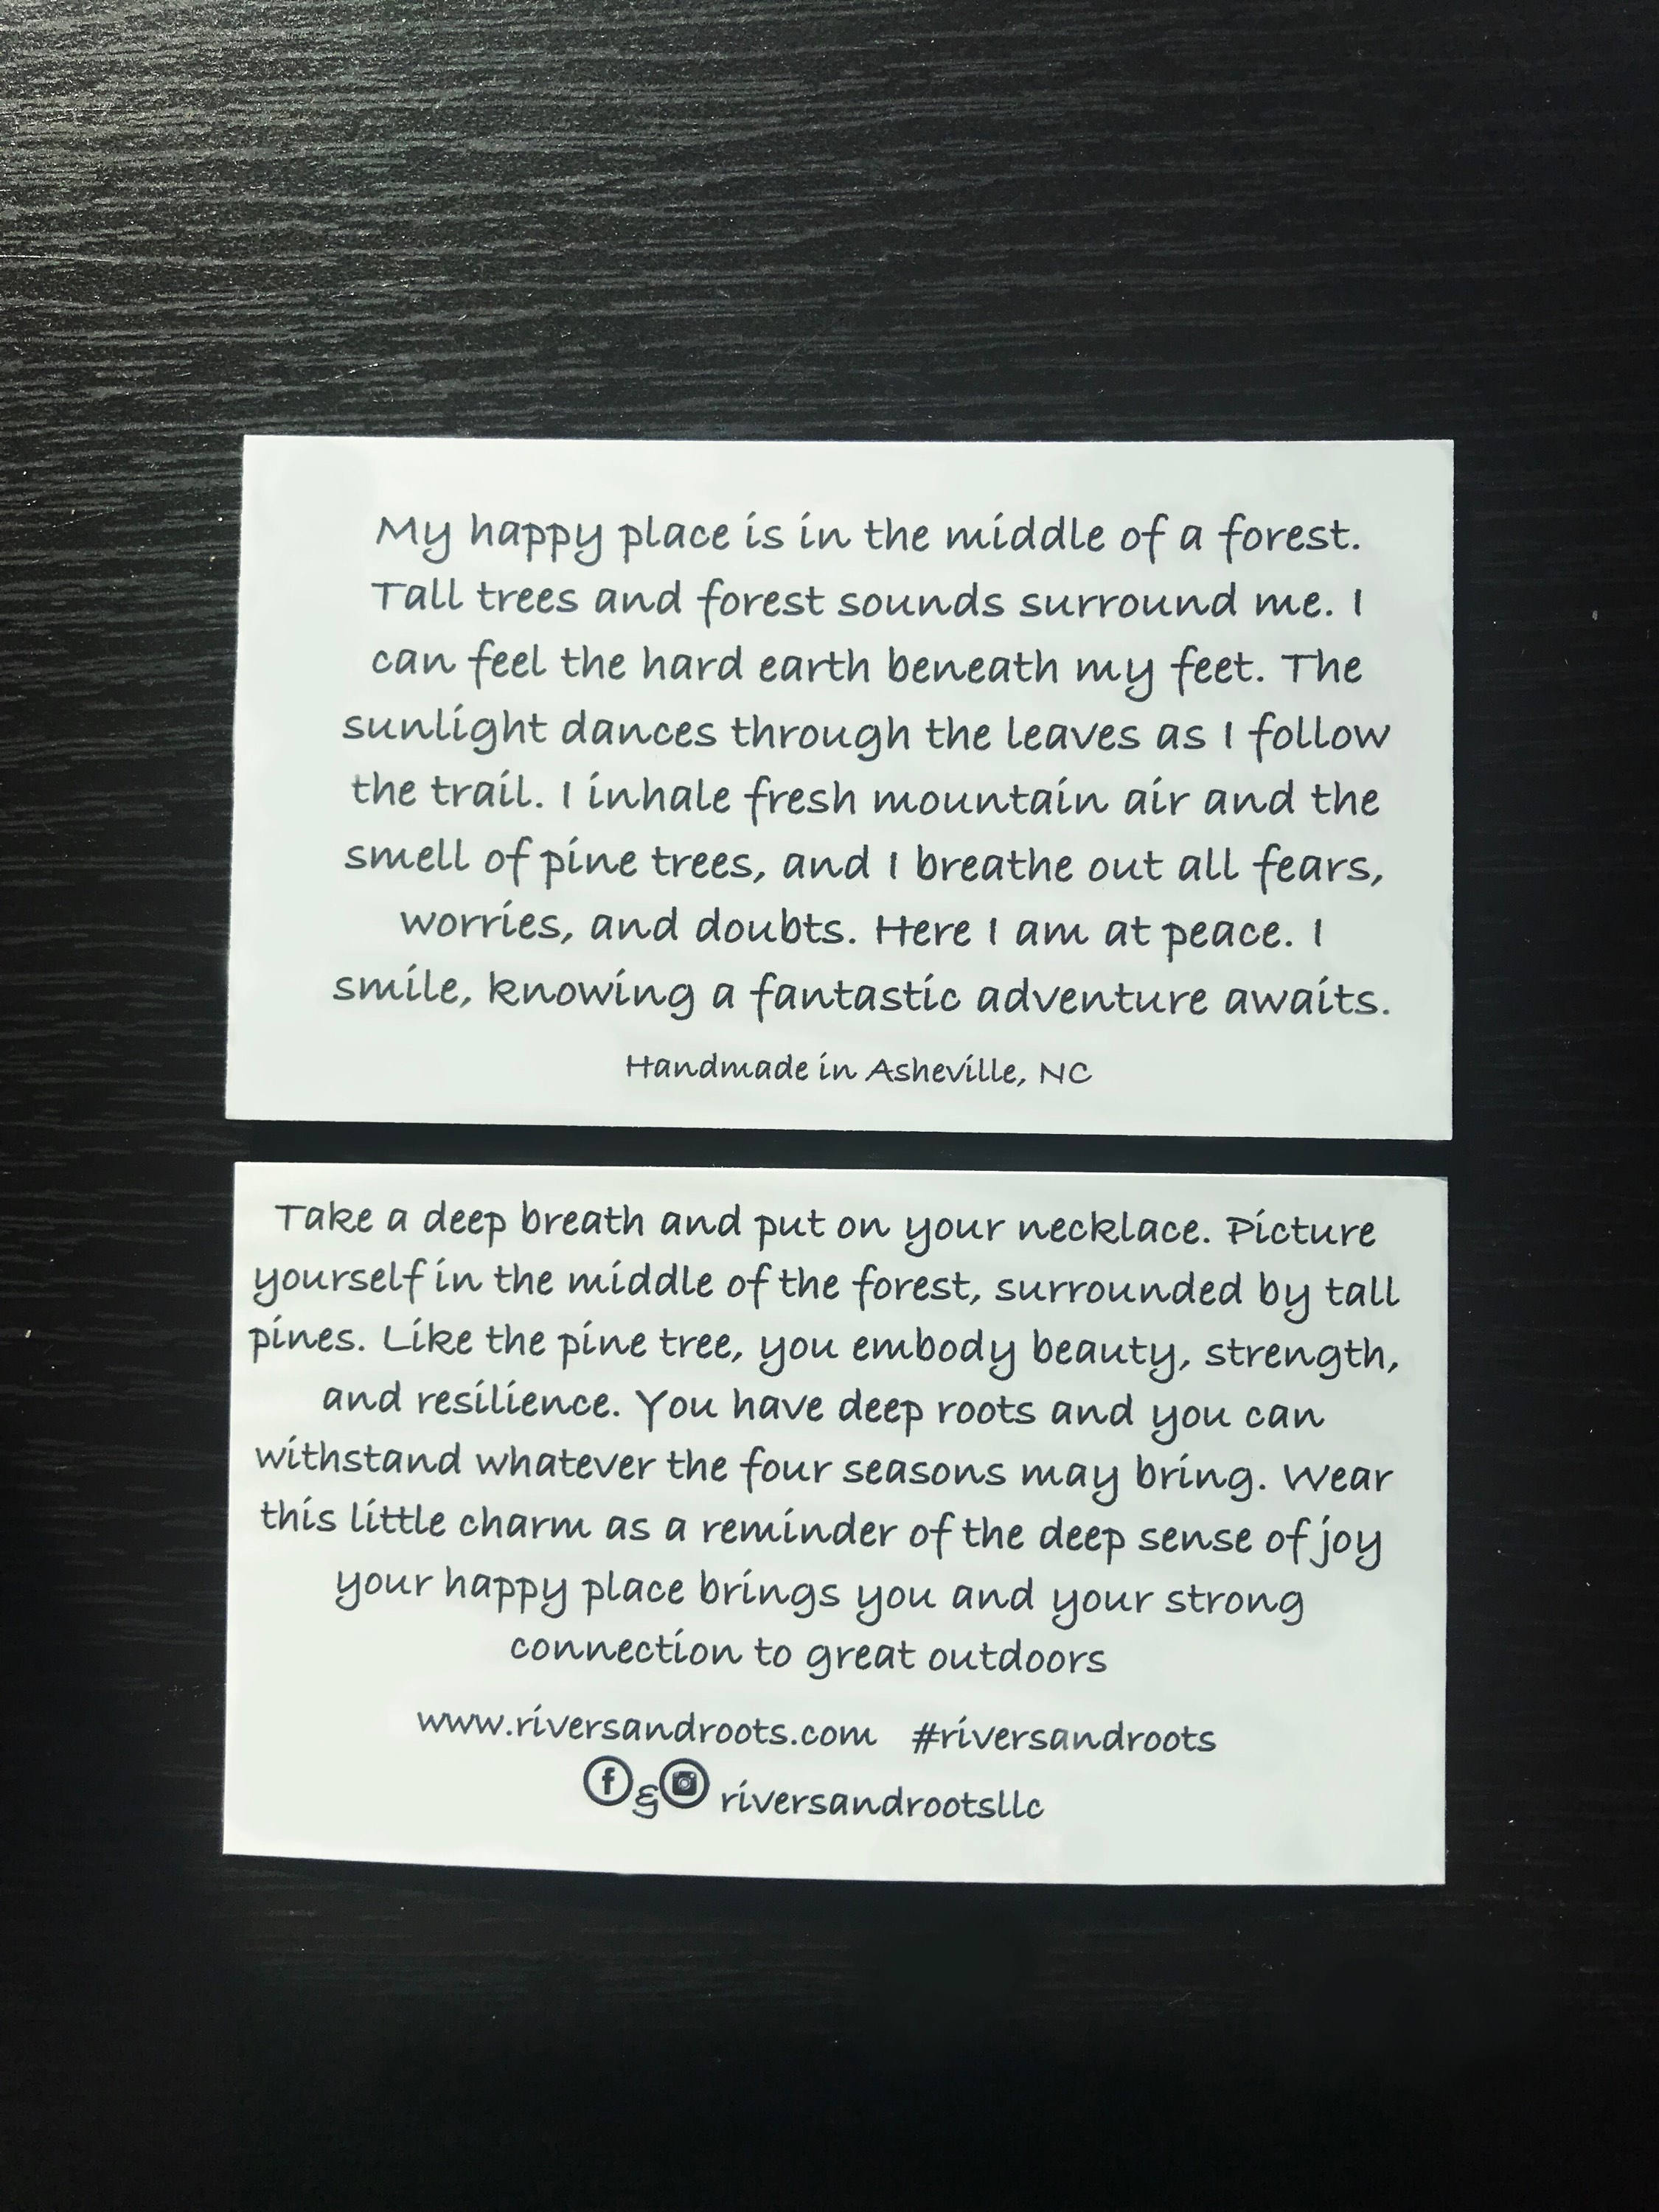 My happy place is in the middle of a forest.
Tall trees and forest sounds surround me. I
can feel the hard earth beneath my feet. The
sunlight dances through the leaves as I follow
the trail. I inhale fresh mountain air and the
smell of pine trees, and I breathe out all fears,
worries, and doubts. Here I am at peace. I
smile, knowing a fantastic adventure awaits.
Handmade in Asheville, NC
Take a deep breath and put on your necklace. Picture
yourself in the middle of the forest, surrounded by tall
pines. Like the pine tree, you embody beauty, strength,
and resilience. You have deep roots and you can
withstand whatever the four seasons may bring. Wear
this little charm as a reminder of the deep sense of joy
your happy place brings you and your strong
connection to great outdoors
www.riversandroots.com #riversandroots
f & riversandrootsllc